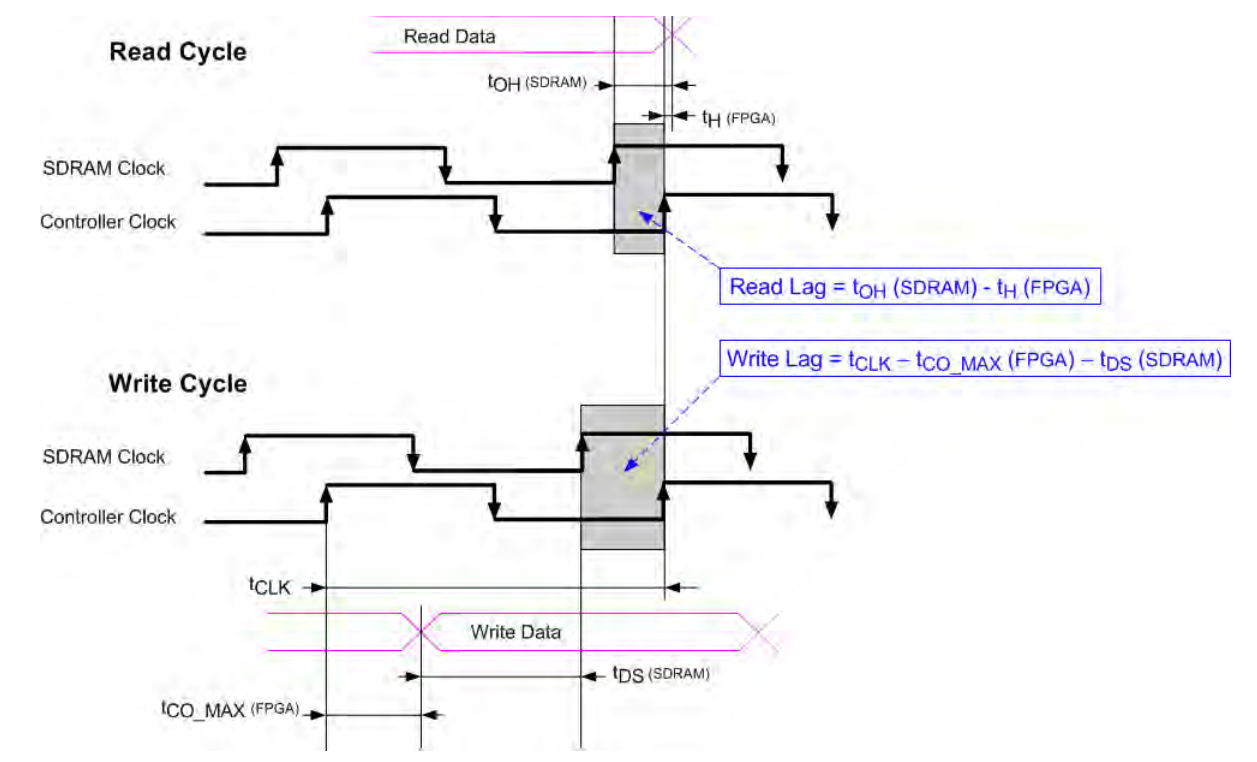 Read Data
Read Cycle
tOH (SDRAM)
tH (FPGA)
SDRAM Clock
Controller Clock
Read Lag = tOH (SDRAM) - tH (FPGA)
Write Lag = tCLK – tCO_MAX (FPGA) – tDS (SDRAM)
Write Cycle
SDRAM Clock
Controller Clock
tCLK
Write Data
tDS (SDRAM)
tCO_MAX (FPGA)